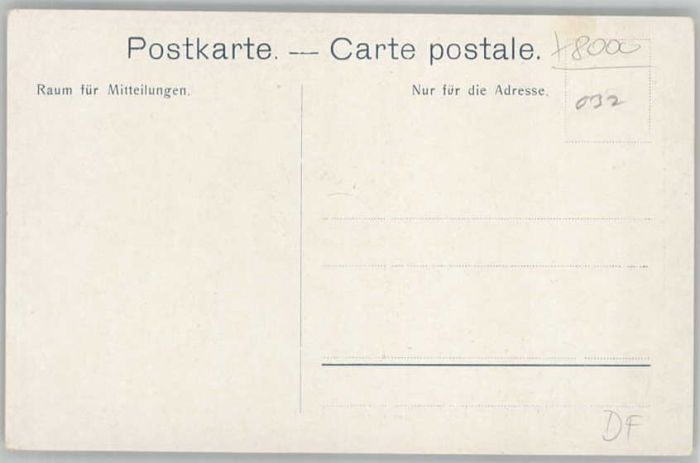 Postkarte. — Carte postale.
+8000
Raum für Mitteilungen.
Nur für die Adresse.
032
DF